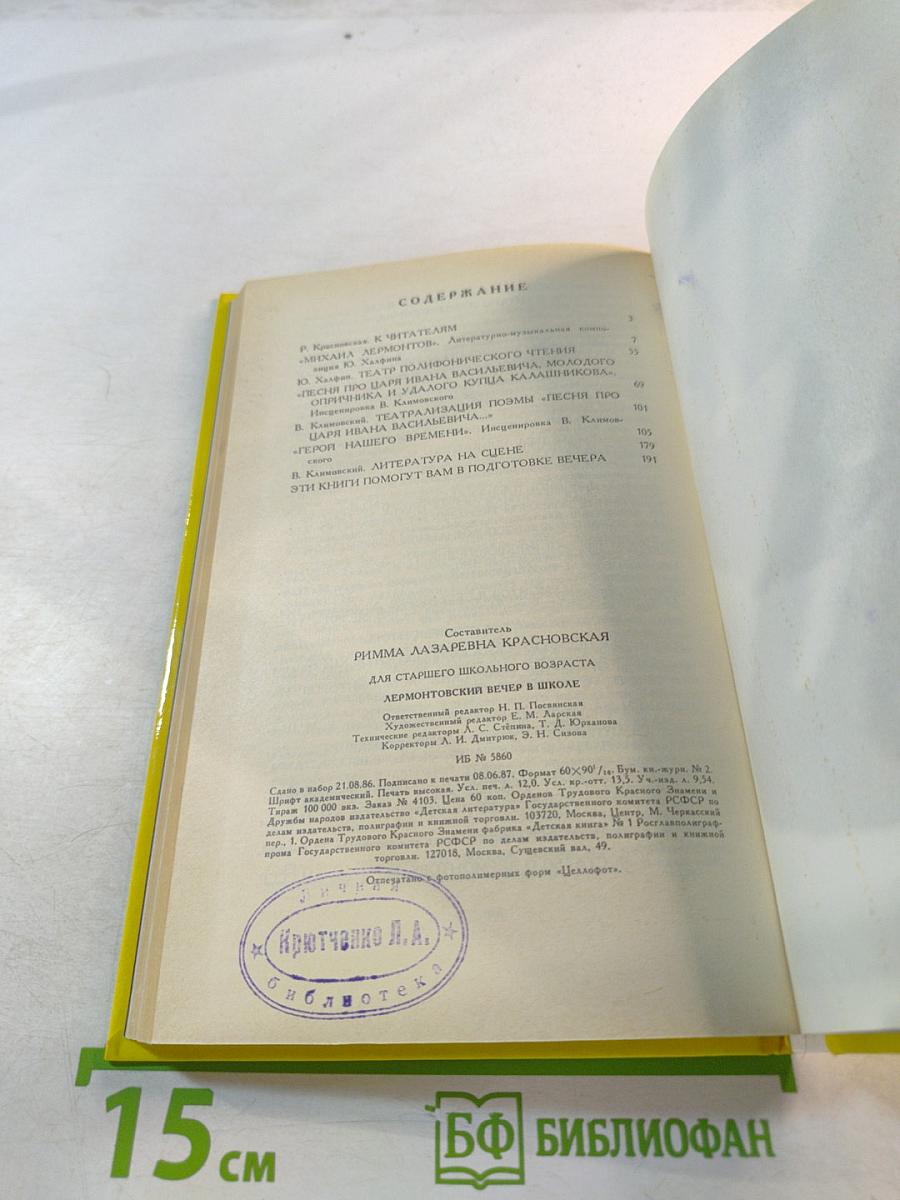 СОДЕРЖАНИЕ
Р. Красновская. К ЧИТАТЕЛЯМ 3
«МИХАИЛ ЛЕРМОНТОВ». Литературно-музыкальная компо-
зиция Ю. Халфина 7
Ю. Халфин. ТЕАТР ПОЛИФОНИЧЕСКОГО ЧТЕНИЯ 55
«ПЕСНЯ ПРО ЦАРЯ ИВАНА ВАСИЛЬЕВИЧА, МОЛОДОГО
ОПРИЧНИКА И УДАЛОГО КУПЦА КАЛАШНИКОВА».
Инсценировка В. Климовского 69
В. Климовский. ТЕАТРАЛИЗАЦИЯ ПОЭМЫ «ПЕСНЯ ПРО
ЦАРЯ ИВАНА ВАСИЛЬЕВИЧА...» 101
«ГЕРОЙ НАШЕГО ВРЕМЕНИ». Инсценировка В. Климов-
ского 105
В. Климовский. ЛИТЕРАТУРА НА СЦЕНЕ 179
ЭТИ КНИГИ ПОМОГУТ ВАМ В ПОДГОТОВКЕ ВЕЧЕРА 191
Составитель
РИММА ЛАЗАРЕВНА КРАСНОВСКАЯ
ДЛЯ СТАРШЕГО ШКОЛЬНОГО ВОЗРАСТА
ЛЕРМОНТОВСКИЙ ВЕЧЕР В ШКОЛЕ
Ответственный редактор Н. П. Посвянская
Художественный редактор Е. М. Ларская
Технические редакторы Л. С. Стёпина, Т. Д. Юрханова
Корректоры Л. И. Дмитрюк, Э. Н. Сизова
ИБ № 5860
Сдано в набор 21.08.86. Подписано к печати 08.06.87. Формат 60×90¹/₁₆. Бум. кн.-журн. № 2.
Шрифт академический. Печать высокая. Усл. печ. л. 12,0. Усл. кр.-отт. 13,5. Уч.-изд. л. 9,54.
Тираж 100 000 экз. Заказ № 4103. Цена 60 коп. Орденов Трудового Красного Знамени и
Дружбы народов издательство «Детская литература» Государственного комитета РСФСР по
делам издательств, полиграфии и книжной торговли. 103720, Москва, Центр, М. Черкасский
пер., 1. Ордена Трудового Красного Знамени фабрика «Детская книга» № 1 Росглавполиграф-
прома Государственного комитета РСФСР по делам издательств, полиграфии и книжной
торговли. 127018, Москва, Сущевский вал, 49.
Отпечатано с фотополимерных форм «Целлофот».
Личная
Крютченко Л.А.
библиотека
15 см
БФ БИБЛИОФАН